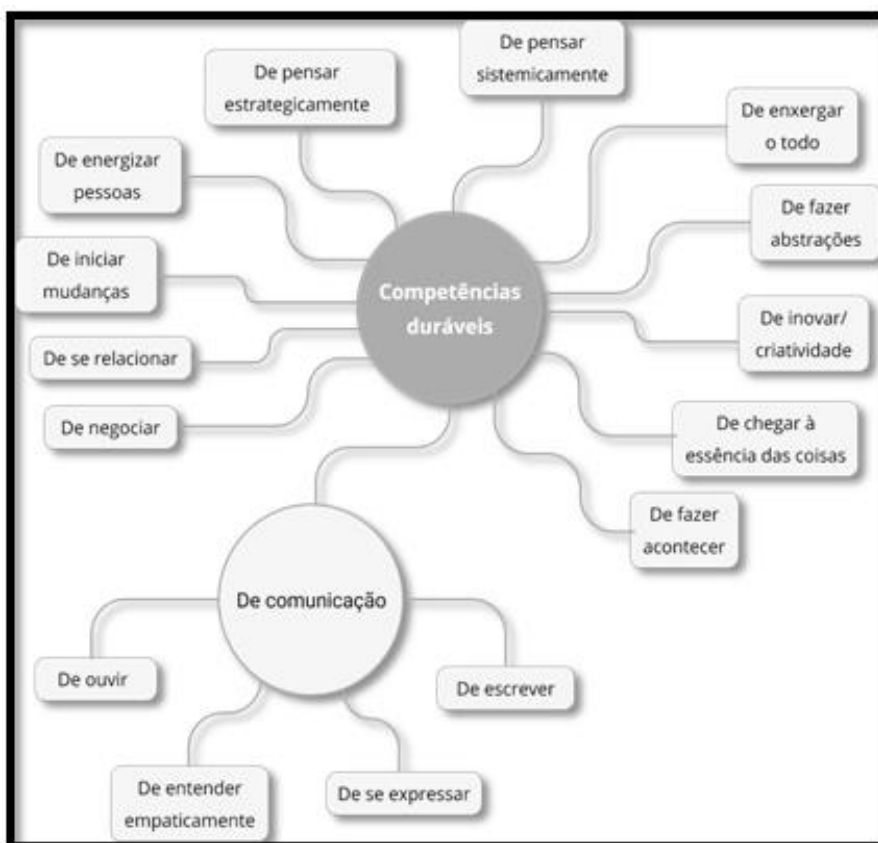 De pensar
sistemicamente
De pensar
estrategicamente
De enxergar
o todo
De energizar
pessoas
De fazer
abstrações
De iniciar
mudanças
Competências
duráveis
De inovar/
criatividade
De se relacionar
De negociar
De chegar à
essência das coisas
De fazer
acontecer
De comunicação
De ouvir
De escrever
De entender
empaticamente
De se expressar